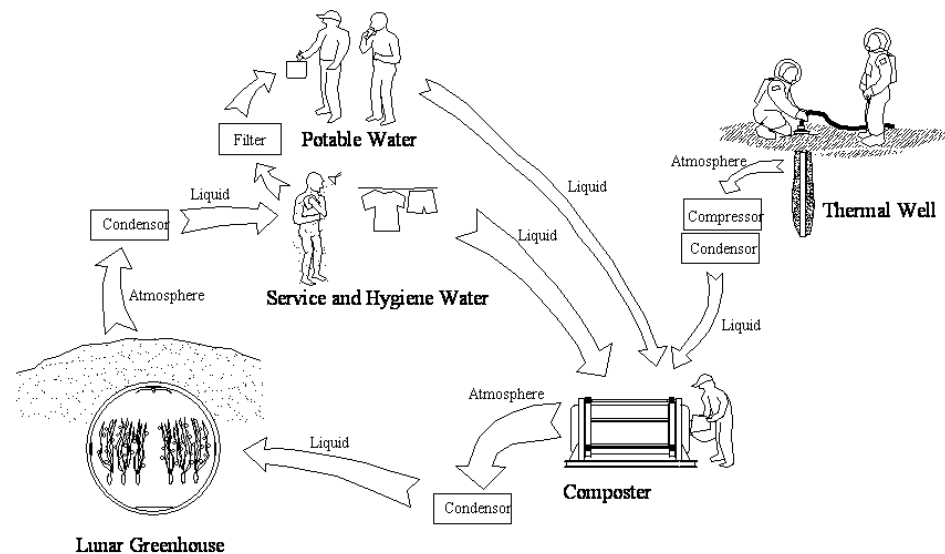 Filter
Potable Water
Atmosphere
Thermal Well
Liquid
Compressor
Condensor
Liquid
Condensor
Liquid
Service and Hygiene Water
Atmosphere
Liquid
Atmosphere
Liquid
Condensor
Composter
Lunar Greenhouse